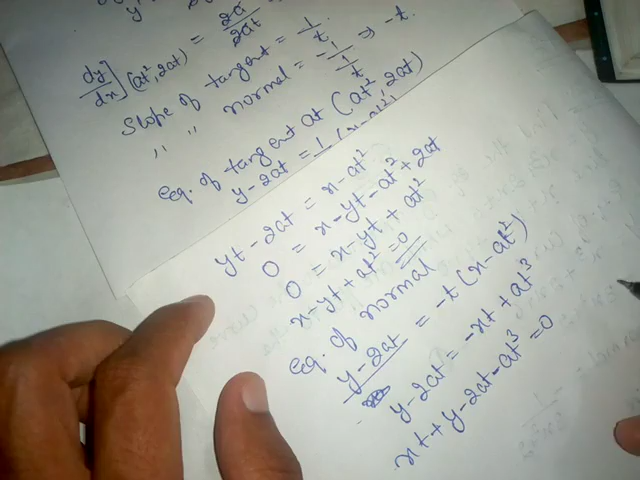 dy/dx](at², 2at) = 2a/2at
Slope of tangent = 1/t
" " normal = -1/(1/t) ⇒ -t.
Eq. of tangent at (at², 2at)
y-2at = 1/t (x-at²)
yt - 2at = x-at²
0 = x-yt-at²+2at
0 = x-yt+at²
x-yt+at²=0
Eq. of normal
y-2at = -t(x-at²)
y-2at = -xt+at³
xt+y-2at-at³=0